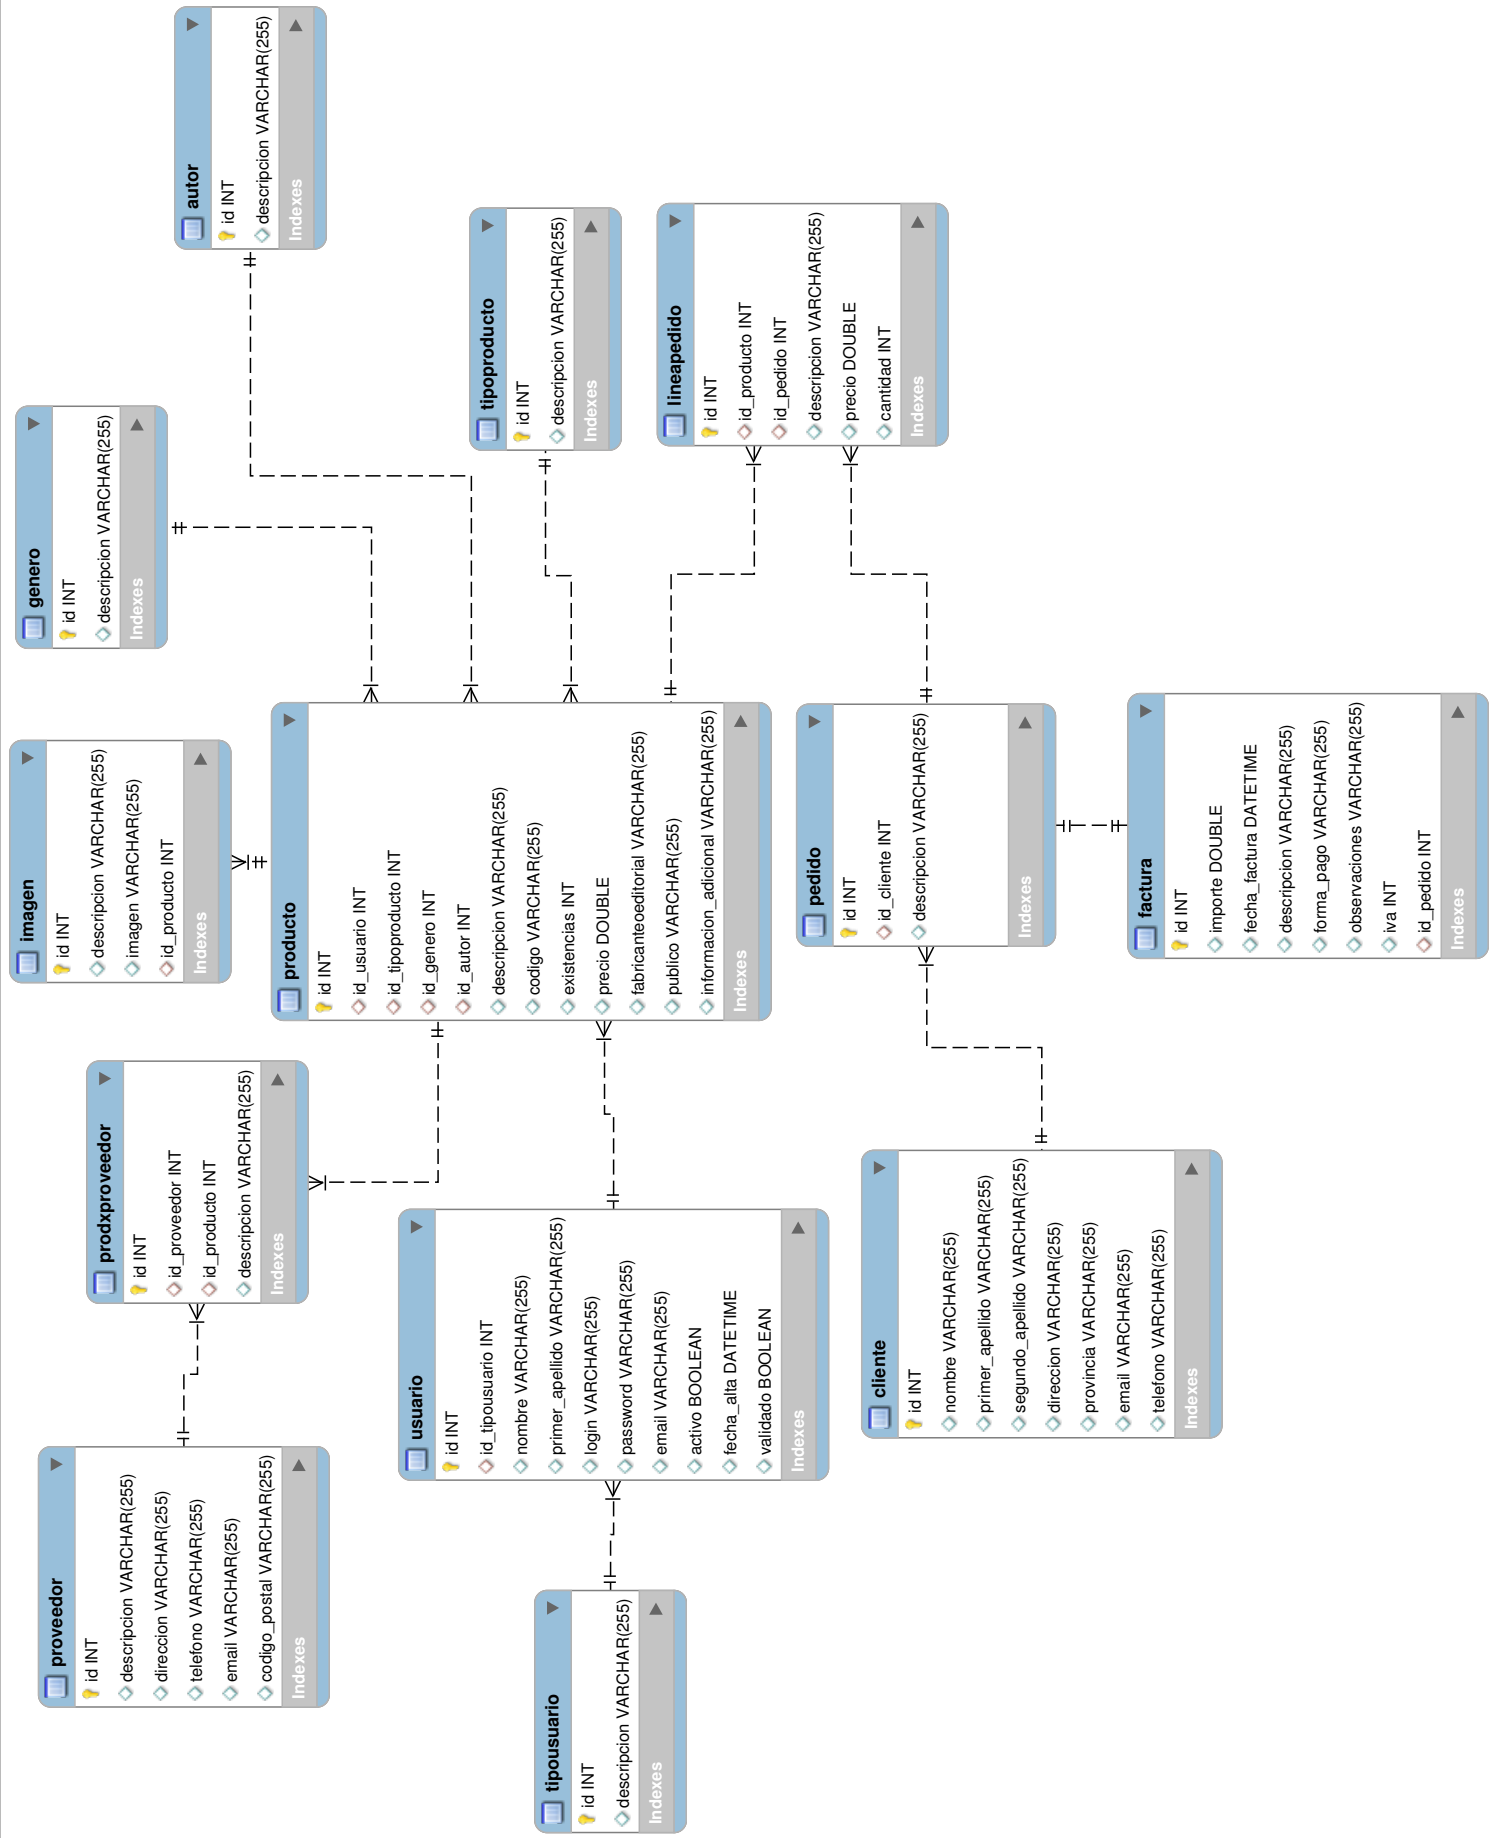 proveedor
id INT
descripcion VARCHAR(255)
direccion VARCHAR(255)
telefono VARCHAR(255)
email VARCHAR(255)
codigo_postal VARCHAR(255)
Indexes
prodxproveedor
id INT
id_proveedor INT
id_producto INT
descripcion VARCHAR(255)
Indexes
imagen
id INT
descripcion VARCHAR(255)
imagen VARCHAR(255)
id_producto INT
Indexes
genero
id INT
descripcion VARCHAR(255)
Indexes
autor
id INT
descripcion VARCHAR(255)
Indexes
tipousuario
id INT
descripcion VARCHAR(255)
Indexes
usuario
id INT
id_tipousuario INT
nombre VARCHAR(255)
primer_apellido VARCHAR(255)
login VARCHAR(255)
password VARCHAR(255)
email VARCHAR(255)
activo BOOLEAN
fecha_alta DATETIME
validado BOOLEAN
Indexes
producto
id INT
id_usuario INT
id_tipoproducto INT
id_genero INT
id_autor INT
descripcion VARCHAR(255)
codigo VARCHAR(255)
existencias INT
precio DOUBLE
fabricanteoeditorial VARCHAR(255)
publico VARCHAR(255)
informacion_adicional VARCHAR(255)
Indexes
tipoproducto
id INT
descripcion VARCHAR(255)
Indexes
lineapedido
id INT
id_producto INT
id_pedido INT
descripcion VARCHAR(255)
precio DOUBLE
cantidad INT
Indexes
cliente
id INT
nombre VARCHAR(255)
primer_apellido VARCHAR(255)
segundo_apellido VARCHAR(255)
direccion VARCHAR(255)
provincia VARCHAR(255)
email VARCHAR(255)
telefono VARCHAR(255)
Indexes
pedido
id INT
id_cliente INT
descripcion VARCHAR(255)
Indexes
factura
id INT
importe DOUBLE
fecha_factura DATETIME
descripcion VARCHAR(255)
forma_pago VARCHAR(255)
observaciones VARCHAR(255)
iva INT
id_pedido INT
Indexes